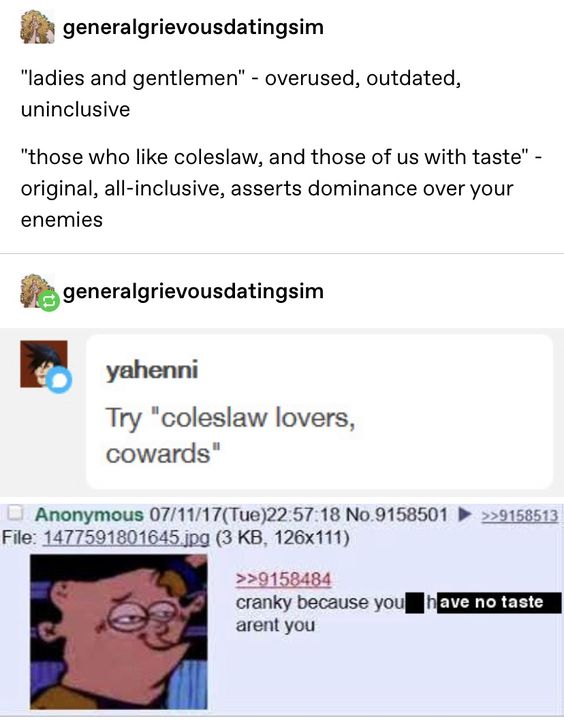 generalgrievousdatingsim
"ladies and gentlemen" - overused, outdated,
uninclusive
"those who like coleslaw, and those of us with taste" -
original, all-inclusive, asserts dominance over your
enemies
generalgrievousdatingsim
yahenni
Try "coleslaw lovers,
cowards"
Anonymous 07/11/17(Tue)22:57:18 No.9158501 ▶ >>9158513
File: 1477591801645.jpg (3 KB, 126x111)
>>9158484
cranky because you have no taste
arent you